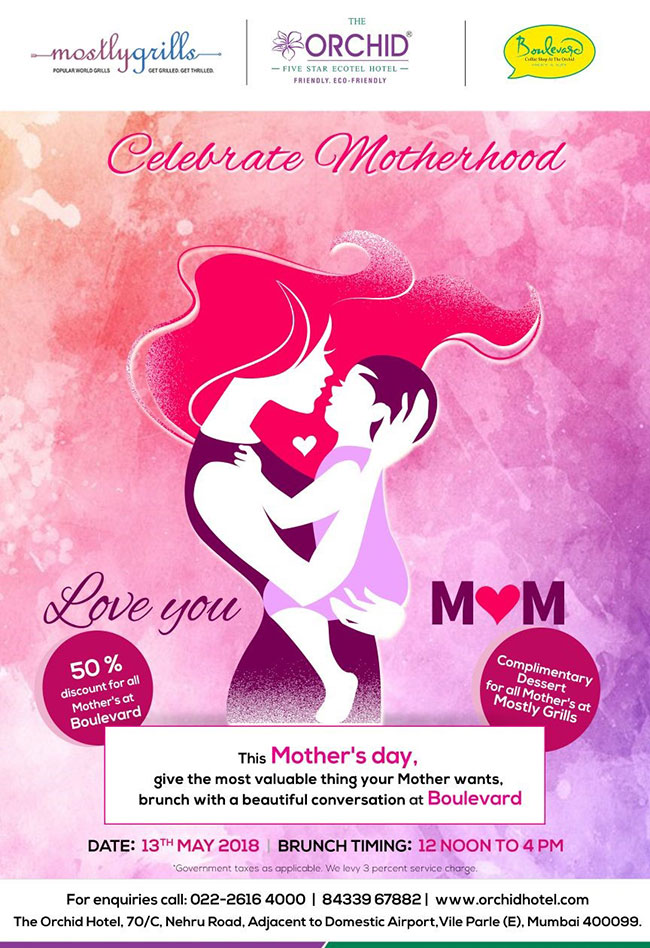 mostlygrills
POPULAR WORLD GRILLS GET GRILLED. GET THRILLED.
THE
ORCHID®
FIVE STAR ECOTEL HOTEL
FRIENDLY. ECO-FRIENDLY
Boulevard
Coffee Shop At The Orchid
Celebrate Motherhood
Love you M♥M
50 %
discount for all
Mother's at
Boulevard
Complimentary
Dessert
for all Mother's at
Mostly Grills
This Mother's day,
give the most valuable thing your Mother wants,
brunch with a beautiful conversation at Boulevard
DATE: 13TH MAY 2018 | BRUNCH TIMING: 12 NOON TO 4 PM
*Government taxes as applicable. We levy 3 percent service charge.
For enquiries call: 022-2616 4000 | 84339 67882 | www.orchidhotel.com
The Orchid Hotel, 70/C, Nehru Road, Adjacent to Domestic Airport,Vile Parle (E), Mumbai 400099.